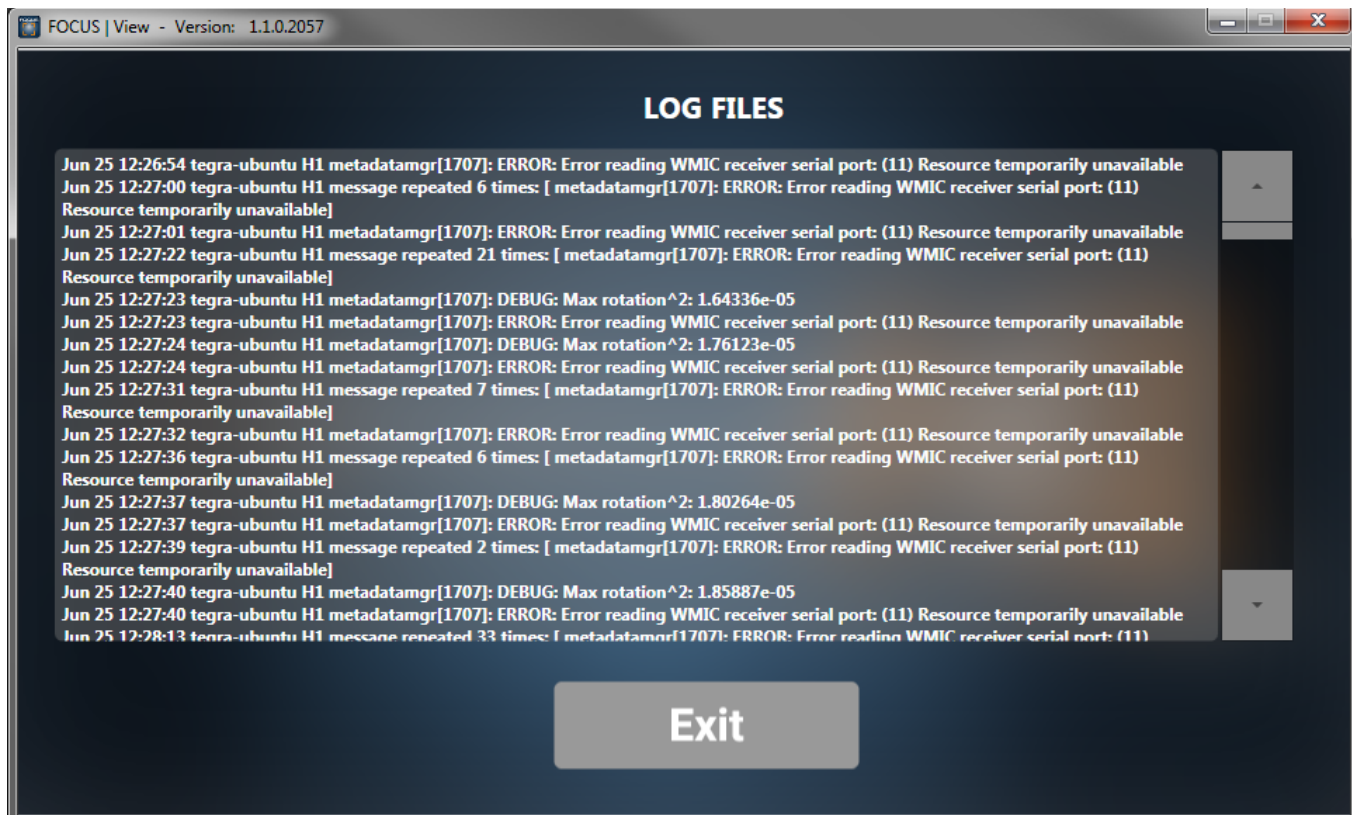 FOCUS | View - Version: 1.1.0.2057
LOG FILES
Jun 25 12:26:54 tegra-ubuntu H1 metadatamgr[1707]: ERROR: Error reading WMIC receiver serial port: (11) Resource temporarily unavailable
Jun 25 12:27:00 tegra-ubuntu H1 message repeated 6 times: [ metadatamgr[1707]: ERROR: Error reading WMIC receiver serial port: (11)
Resource temporarily unavailable]
Jun 25 12:27:01 tegra-ubuntu H1 metadatamgr[1707]: ERROR: Error reading WMIC receiver serial port: (11) Resource temporarily unavailable
Jun 25 12:27:22 tegra-ubuntu H1 message repeated 21 times: [ metadatamgr[1707]: ERROR: Error reading WMIC receiver serial port: (11)
Resource temporarily unavailable]
Jun 25 12:27:23 tegra-ubuntu H1 metadatamgr[1707]: DEBUG: Max rotation^2: 1.64336e-05
Jun 25 12:27:23 tegra-ubuntu H1 metadatamgr[1707]: ERROR: Error reading WMIC receiver serial port: (11) Resource temporarily unavailable
Jun 25 12:27:24 tegra-ubuntu H1 metadatamgr[1707]: DEBUG: Max rotation^2: 1.76123e-05
Jun 25 12:27:24 tegra-ubuntu H1 metadatamgr[1707]: ERROR: Error reading WMIC receiver serial port: (11) Resource temporarily unavailable
Jun 25 12:27:31 tegra-ubuntu H1 message repeated 7 times: [ metadatamgr[1707]: ERROR: Error reading WMIC receiver serial port: (11)
Resource temporarily unavailable]
Jun 25 12:27:32 tegra-ubuntu H1 metadatamgr[1707]: ERROR: Error reading WMIC receiver serial port: (11) Resource temporarily unavailable
Jun 25 12:27:36 tegra-ubuntu H1 message repeated 6 times: [ metadatamgr[1707]: ERROR: Error reading WMIC receiver serial port: (11)
Resource temporarily unavailable]
Jun 25 12:27:37 tegra-ubuntu H1 metadatamgr[1707]: DEBUG: Max rotation^2: 1.80264e-05
Jun 25 12:27:37 tegra-ubuntu H1 metadatamgr[1707]: ERROR: Error reading WMIC receiver serial port: (11) Resource temporarily unavailable
Jun 25 12:27:39 tegra-ubuntu H1 message repeated 2 times: [ metadatamgr[1707]: ERROR: Error reading WMIC receiver serial port: (11)
Resource temporarily unavailable]
Jun 25 12:27:40 tegra-ubuntu H1 metadatamgr[1707]: DEBUG: Max rotation^2: 1.85887e-05
Jun 25 12:27:40 tegra-ubuntu H1 metadatamgr[1707]: ERROR: Error reading WMIC receiver serial port: (11) Resource temporarily unavailable
Jun 25 12:28:13 tegra-ubuntu H1 message repeated 33 times: [ metadatamgr[1707]: ERROR: Error reading WMIC receiver serial port: (11)
Exit